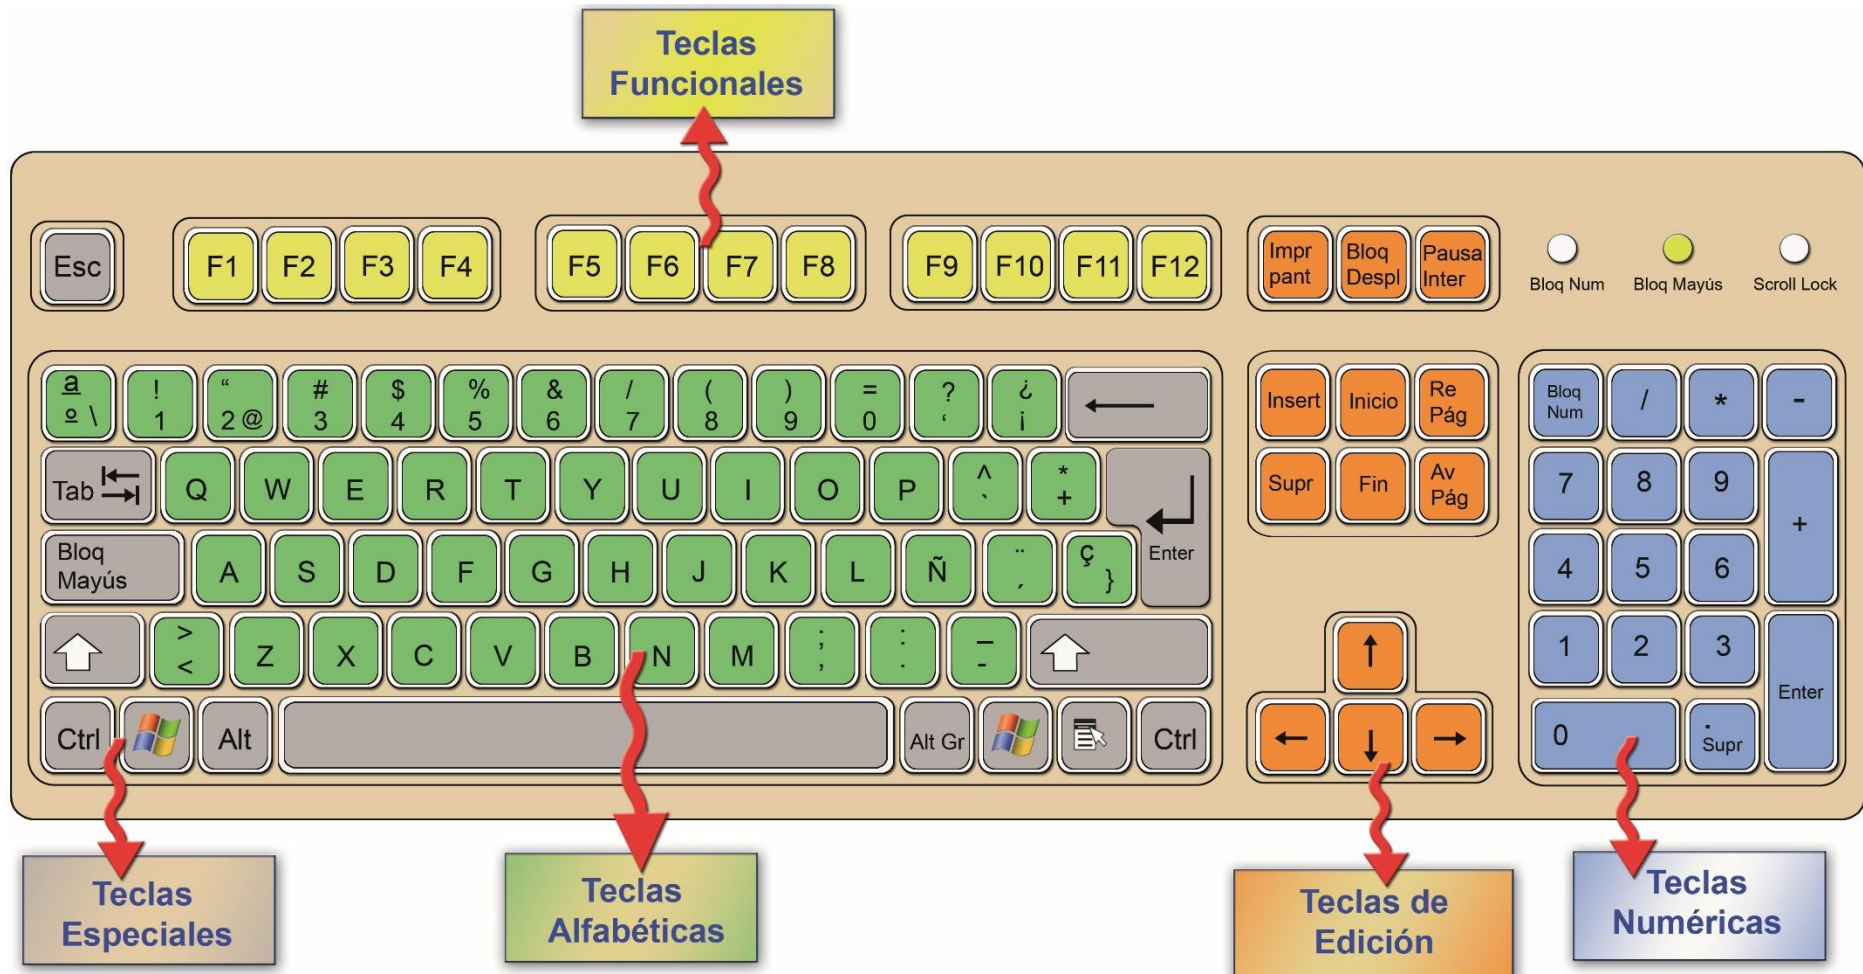 Teclas
Funcionales
Esc F1 F2 F3 F4 F5 F6 F7 F8 F9 F10 F11 F12
Impr
pant
Bloq
Despl
Pausa
Inter
Bloq Num Bloq Mayús Scroll Lock
a
º \
!
1
“
2 @
#
3
$
4
%
5
&
6
/
7
(
8
)
9
=
0
?
‘
¿
¡
Insert Inicio
Re
Pág
Bloq
Num
/ * -
Tab Q W E R T Y U I O P
^
`
*
+
Enter
Supr Fin
Av
Pág
7 8 9 +
Bloq
Mayús
A S D F G H J K L Ñ
¨
´
ç
}
4 5 6
>
<
Z X C V B N M
;
,
:
.
_
-
1 2 3
Enter
Ctrl Alt Alt Gr Ctrl
0
.
Supr
Teclas
Especiales
Teclas
Alfabéticas
Teclas de
Edición
Teclas
Numéricas